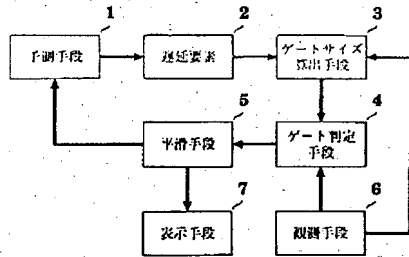 1
2
3
予測手段
遅延要素
ゲートサイズ
算出手段
5
4
平滑手段
ゲート判定
手段
7
6
表示手段
観測手段